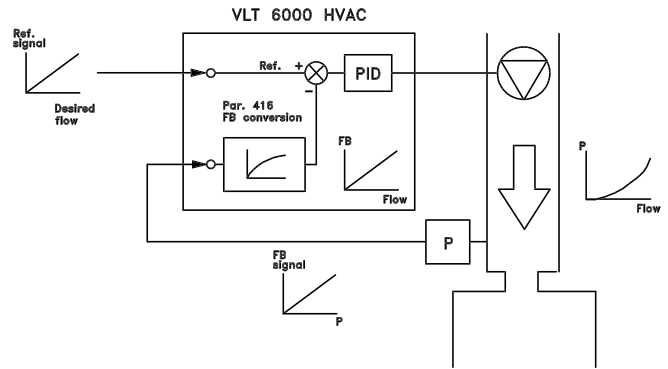 VLT 6000 HVAC
Ref.
signal
Desired
flow
Ref. +
−
PID
Par. 416
FB conversion
FB
Flow
P
Flow
P
FB
signal
P